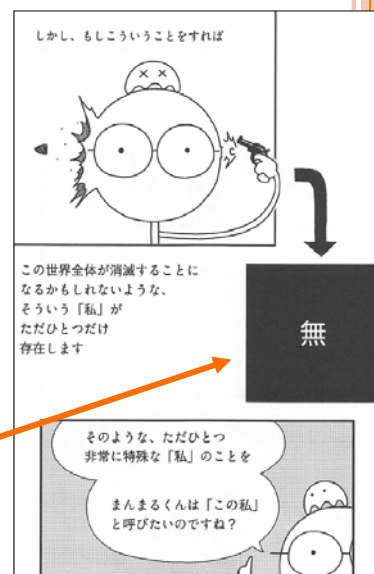 しかし、もしこういうことをすれば
この世界全体が消滅することに
なるかもしれないような、
そういう「私」が
ただひとつだけ
存在します
無
そのような、ただひとつ
非常に特殊な「私」のことを
まんまるくんは「この私」
と呼びたいのですね?